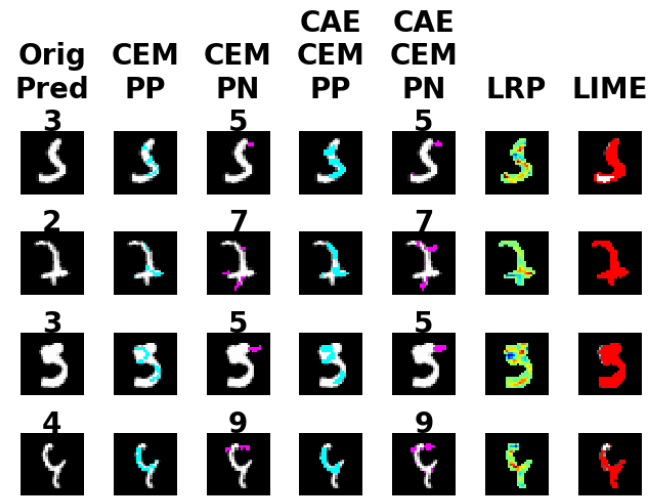 CAE CAE
Orig CEM CEM CEM CEM
Pred PP PN PP PN LRP LIME
3 5 5
2 7 7
3 5 5
4 9 9